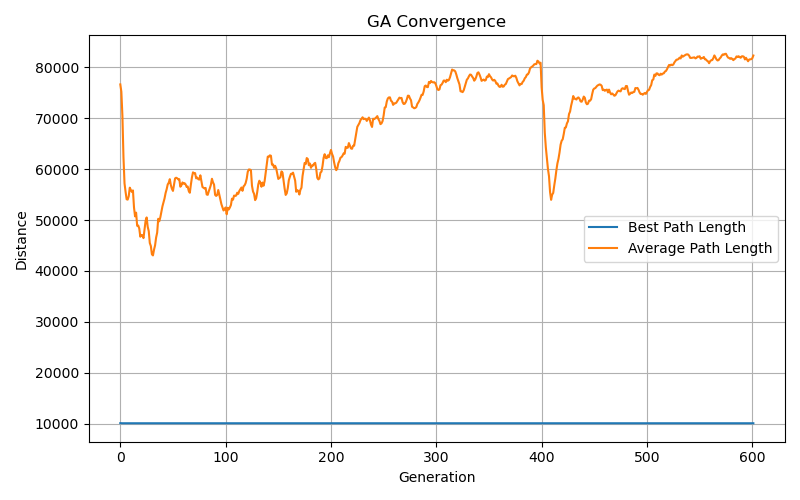 GA Convergence
Distance
80000
70000
60000
50000
40000
30000
20000
10000
Best Path Length
Average Path Length
0 100 200 300 400 500 600
Generation